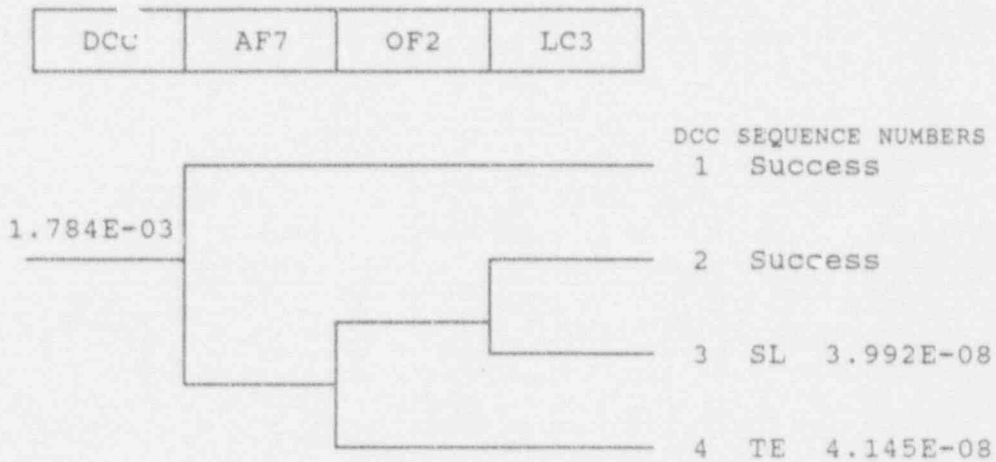 DCC AF7 OF2 LC3
DCC SEQUENCE NUMBERS
1 Success
1.784E-03
2 Success
3 SL 3.992E-08
4 TE 4.145E-08